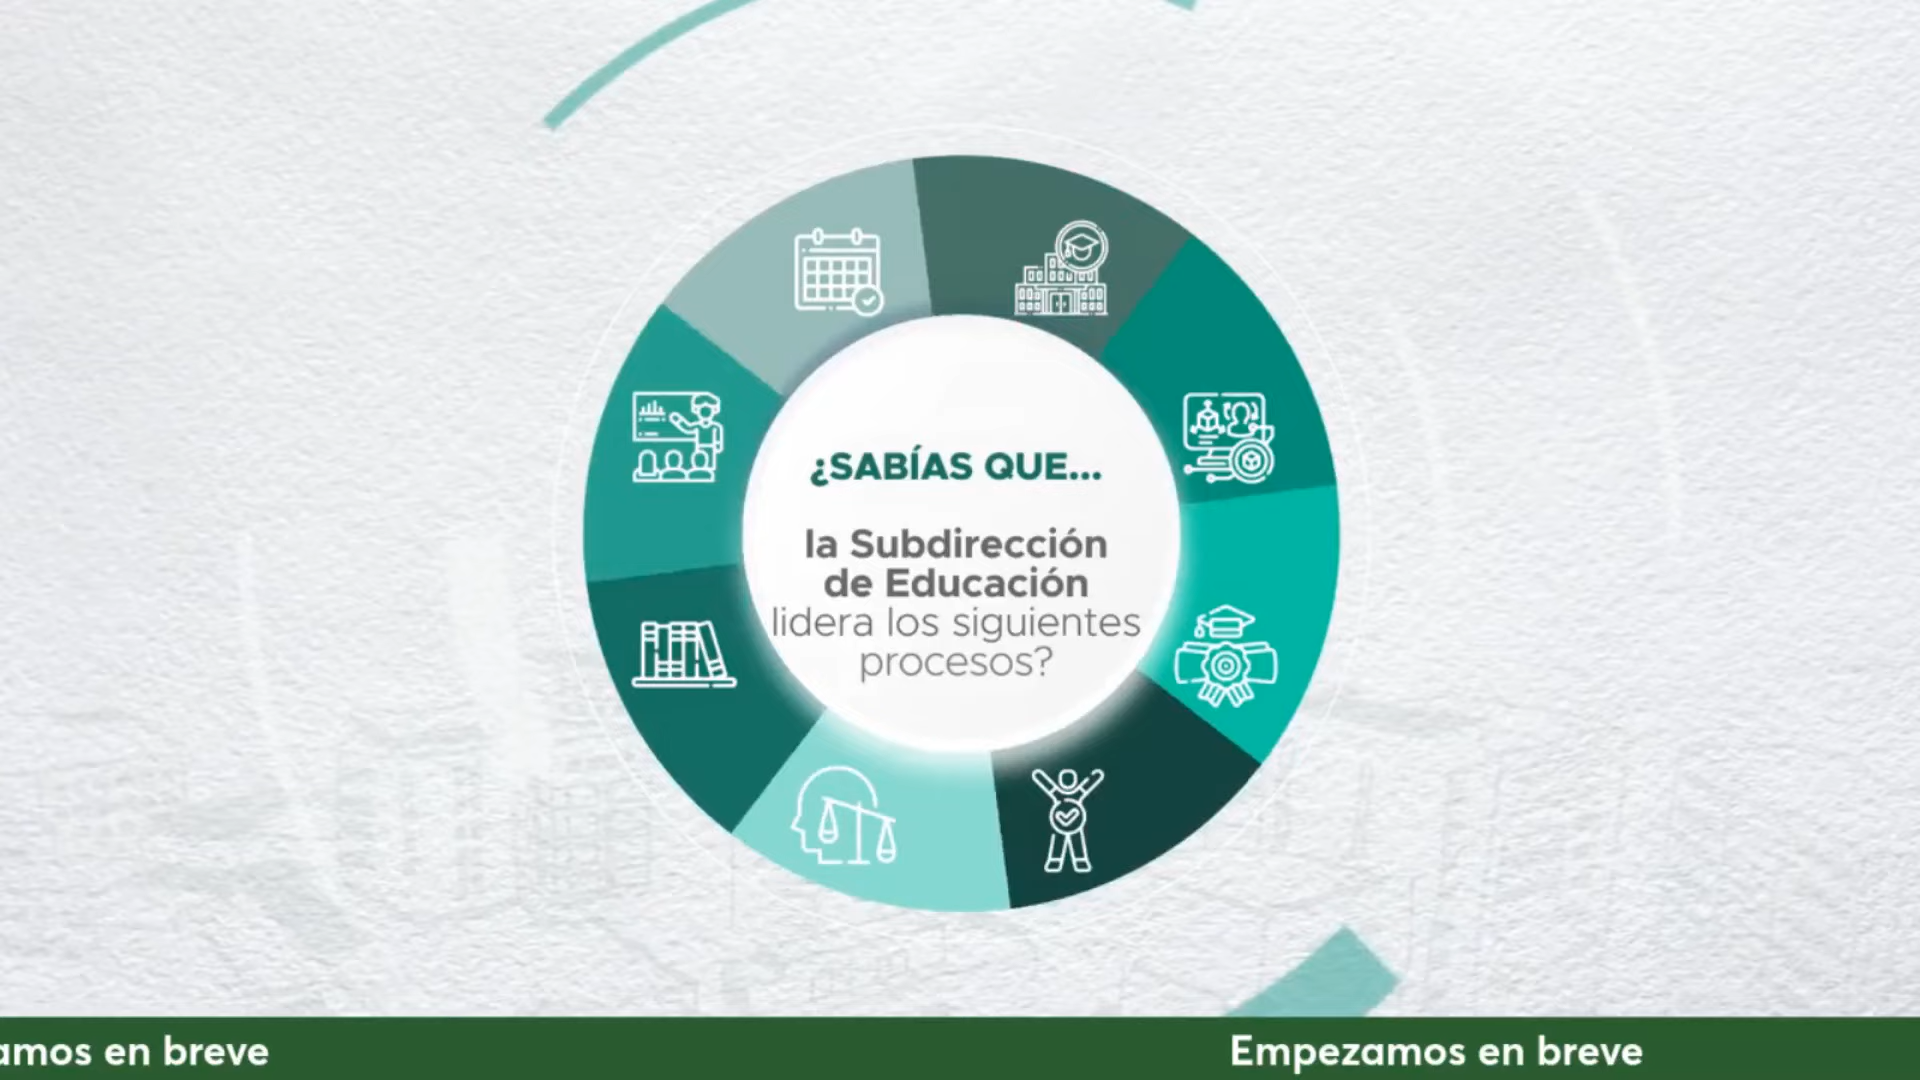 ¿SABÍAS QUE...
la Subdirección
de Educación
lidera los siguientes
procesos?
amos en breve
Empezamos en breve